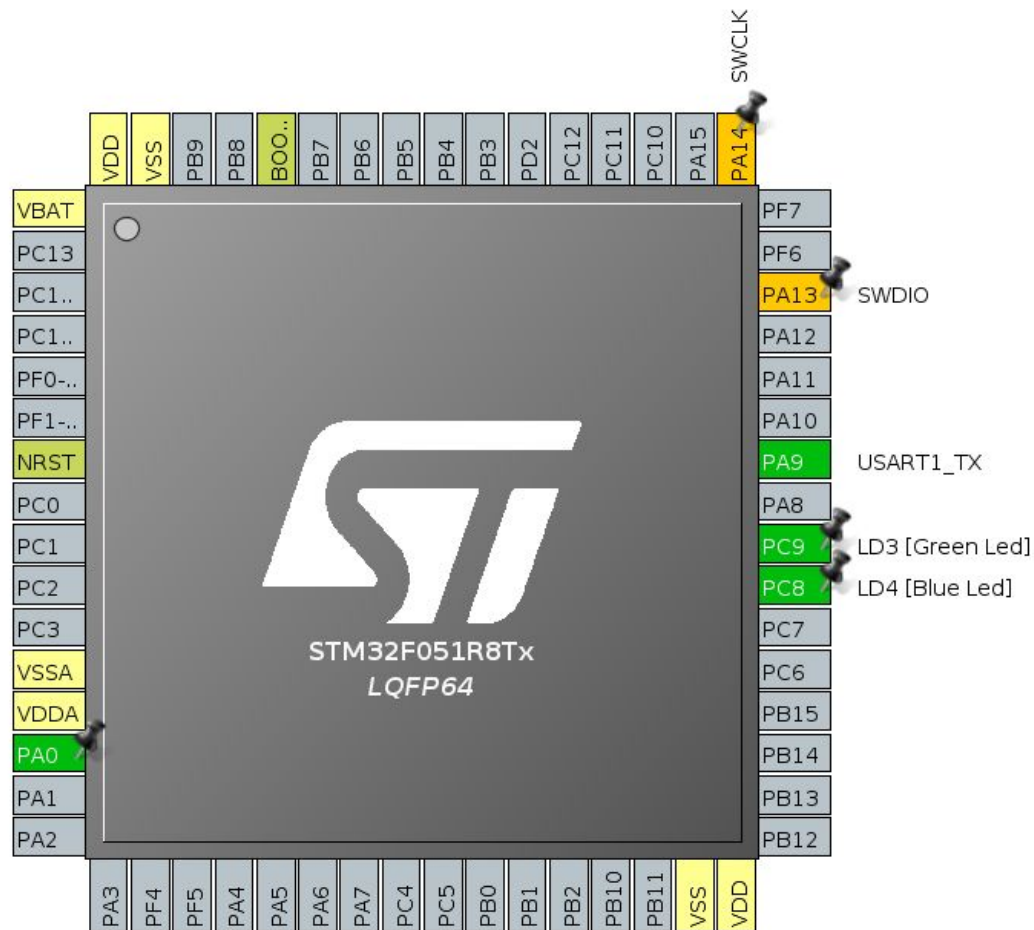 SWCLK
VDD
VSS
PB9
PB8
BOO..
PB7
PB6
PB5
PB4
PB3
PD2
PC12
PC11
PC10
PA15
PA14
VBAT
PC13
PC1..
PC1..
PF0-..
PF1-..
NRST
PC0
PC1
PC2
PC3
VSSA
VDDA
PA0
PA1
PA2
ST
STM32F051R8Tx
LQFP64
PF7
PF6
PA13 SWDIO
PA12
PA11
PA10
PA9 USART1_TX
PA8
PC9 LD3 [Green Led]
PC8 LD4 [Blue Led]
PC7
PC6
PB15
PB14
PB13
PB12
PA3
PF4
PF5
PA4
PA5
PA6
PA7
PC4
PC5
PB0
PB1
PB2
PB10
PB11
VSS
VDD